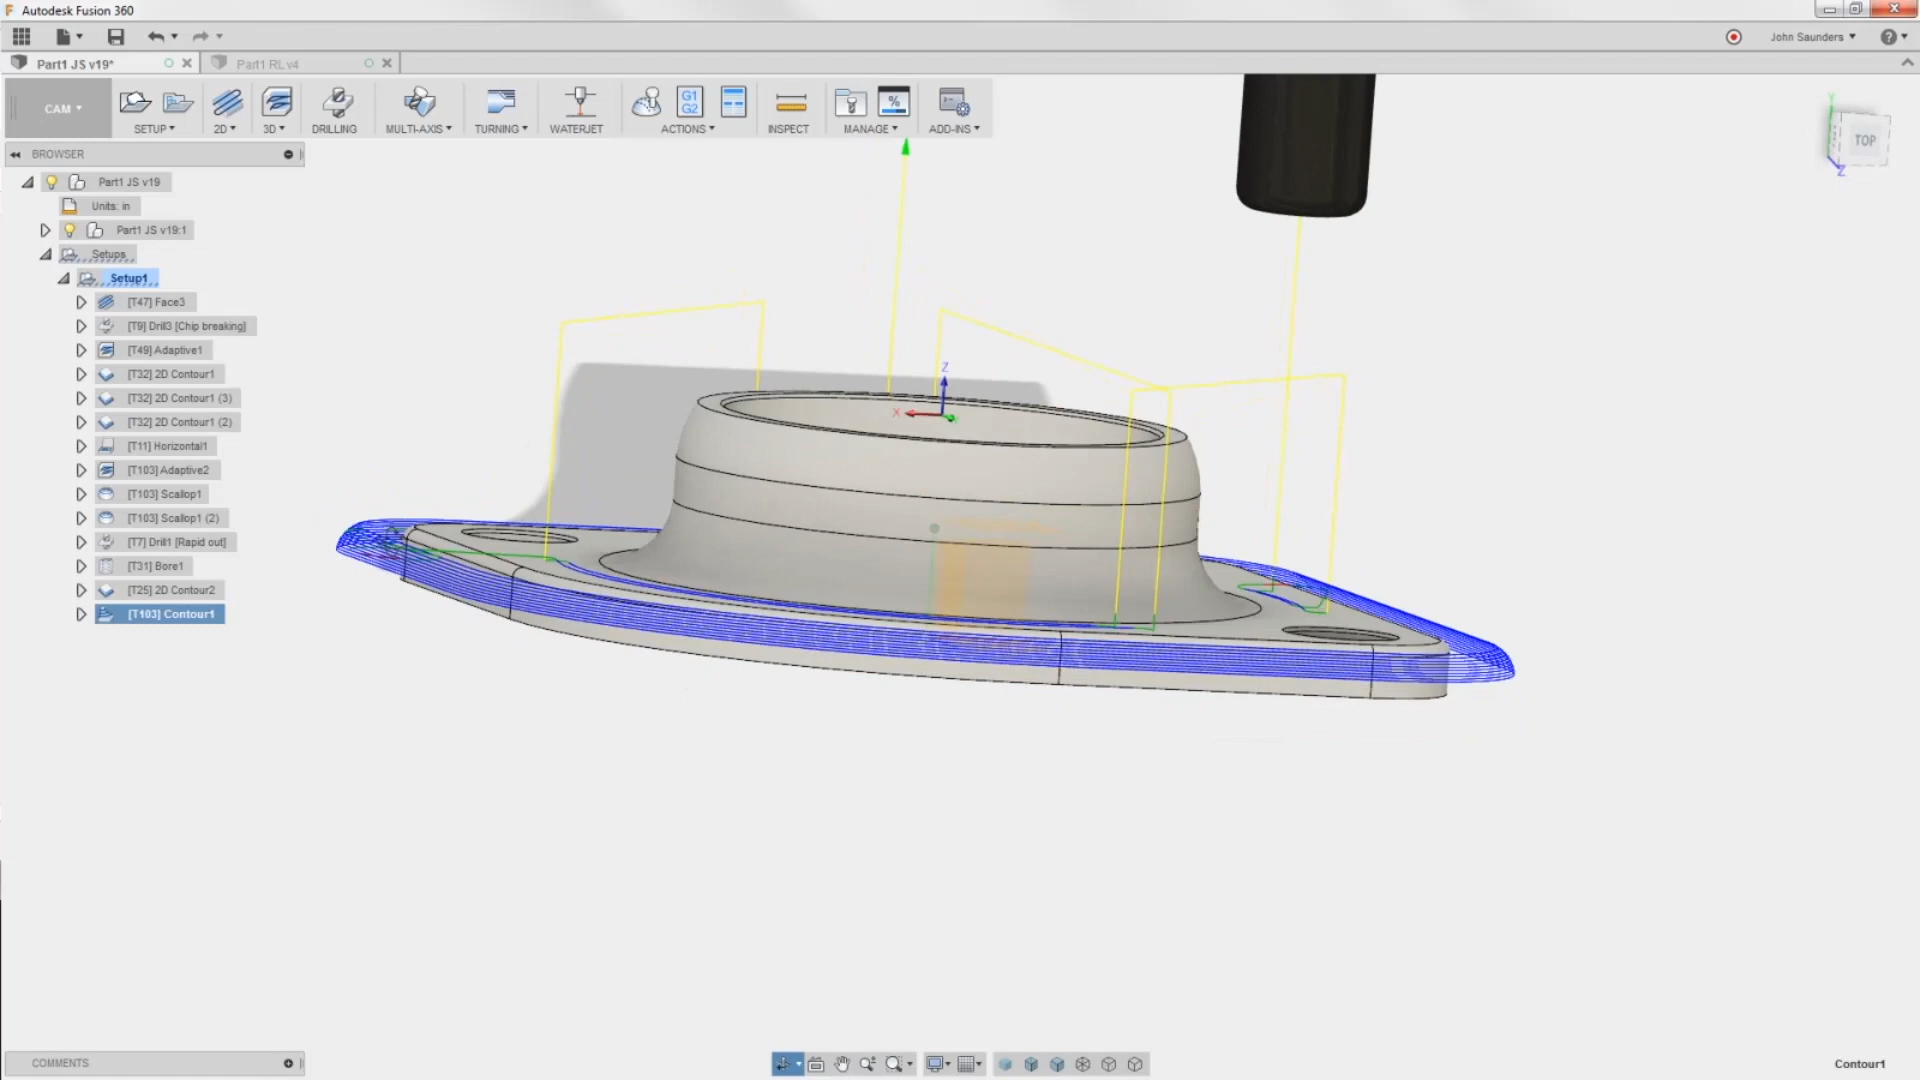 Autodesk Fusion 360
John Saunders
Part1 JS v19*
Part1 RL v4
CAM
G1
G2
%
SETUP
2D
3D
DRILLING
MULTI-AXIS
TURNING
WATERJET
ACTIONS
INSPECT
MANAGE
ADD-INS
BROWSER
Part1 JS v19
Units: in
Part1 JS v19:1
Setups
Setup1
[T47] Face3
[T9] Drill3 [Chip breaking]
[T49] Adaptive1
[T32] 2D Contour1
[T32] 2D Contour1 (3)
[T32] 2D Contour1 (2)
[T11] Horizontal1
[T103] Adaptive2
[T103] Scallop1
[T103] Scallop1 (2)
[T7] Drill1 [Rapid out]
[T31] Bore1
[T25] 2D Contour2
[T103] Contour1
Y
TOP
Z
Z
X
COMMENTS
Contour1